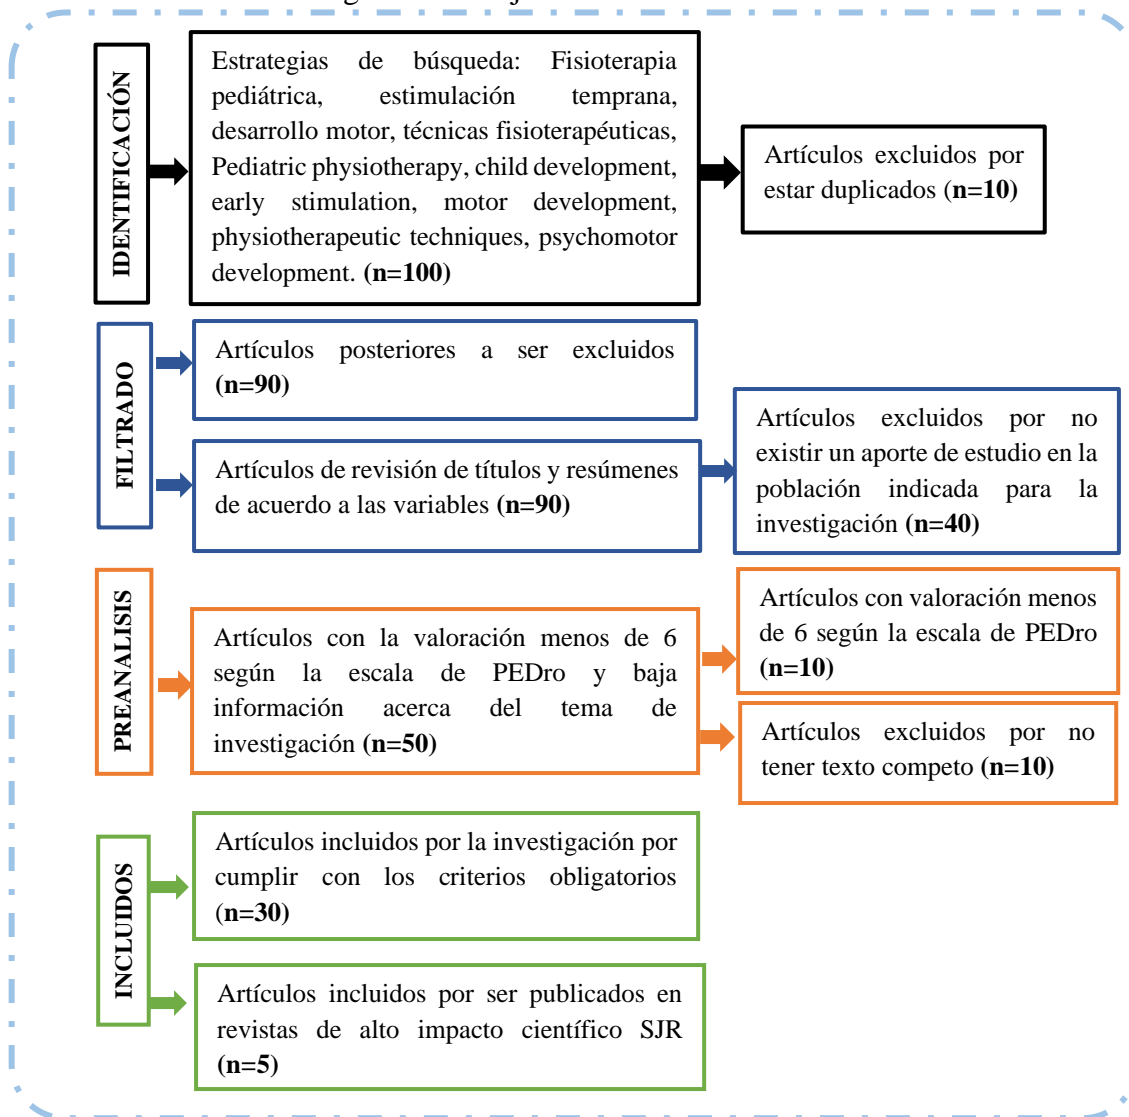 IDENTIFICACIÓN
Estrategias de búsqueda: Fisioterapia
pediátrica, estimulación temprana,
desarrollo motor, técnicas fisioterapéuticas,
Pediatric physiotherapy, child development,
early stimulation, motor development,
physiotherapeutic techniques, psychomotor
development. (n=100)
Artículos excluidos por
estar duplicados (n=10)
FILTRADO
Artículos posteriores a ser excluidos
(n=90)
Artículos de revisión de títulos y resúmenes
de acuerdo a las variables (n=90)
Artículos excluidos por no
existir un aporte de estudio en la
población indicada para la
investigación (n=40)
PREANALISIS
Artículos con la valoración menos de 6
según la escala de PEDro y baja
información acerca del tema de
investigación (n=50)
Artículos con valoración menos
de 6 según la escala de PEDro
(n=10)
Artículos excluidos por no
tener texto competo (n=10)
INCLUIDOS
Artículos incluidos por la investigación por
cumplir con los criterios obligatorios
(n=30)
Artículos incluidos por ser publicados en
revistas de alto impacto científico SJR
(n=5)